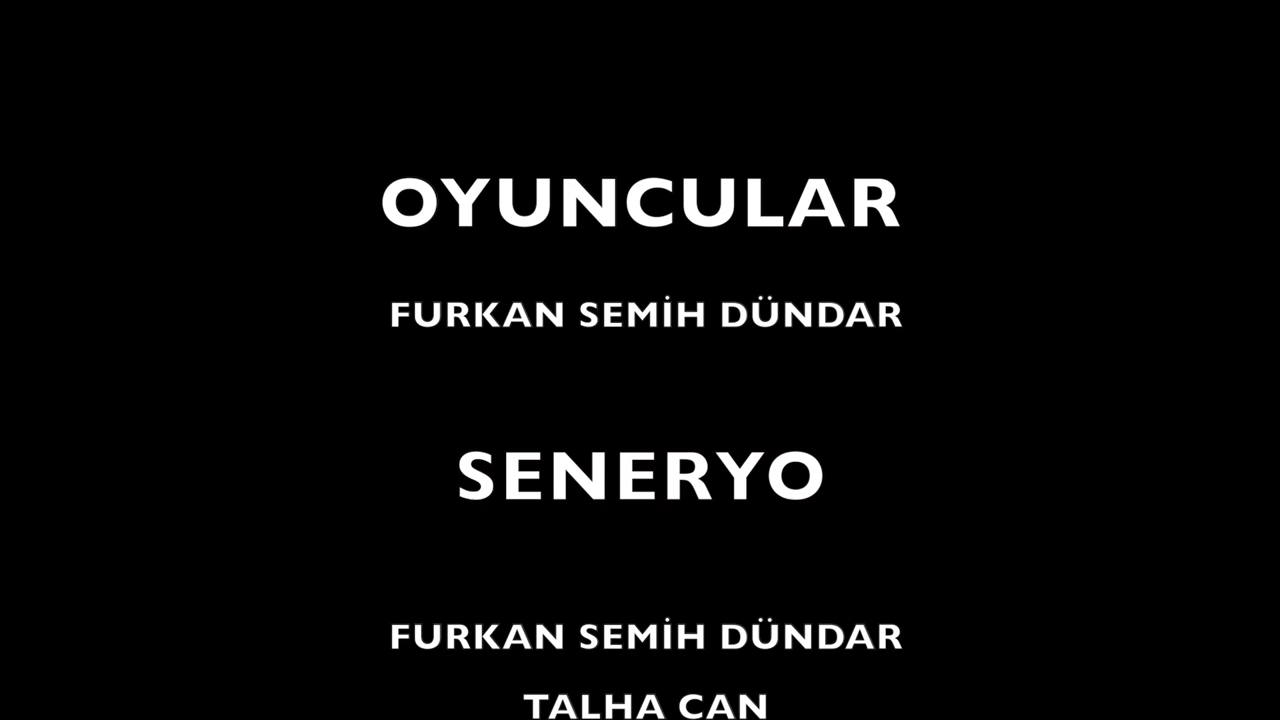 OYUNCULAR
FURKAN SEMİH DÜNDAR
SENERYO
FURKAN SEMİH DÜNDAR
TALHA CAN